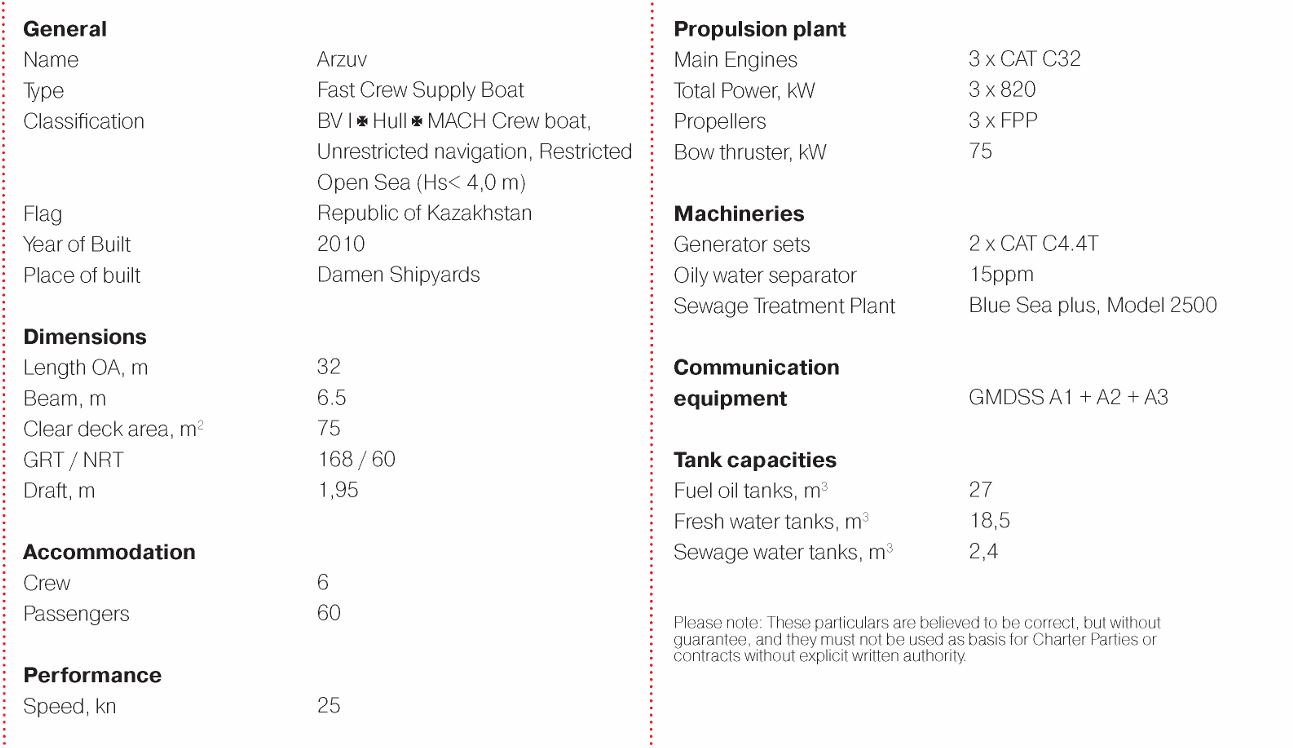 General
Name Arzuv
Type Fast Crew Supply Boat
Classification BV I ✠ Hull ✠ MACH Crew boat,
Unrestricted navigation, Restricted
Open Sea (Hs< 4,0 m)
Flag Republic of Kazakhstan
Year of Built 2010
Place of built Damen Shipyards
Dimensions
Length OA, m 32
Beam, m 6.5
Clear deck area, m² 75
GRT / NRT 168 / 60
Draft, m 1,95
Accommodation
Crew 6
Passengers 60
Performance
Speed, kn 25
Propulsion plant
Main Engines 3 x CAT C32
Total Power, kW 3 x 820
Propellers 3 x FPP
Bow thruster, kW 75
Machineries
Generator sets 2 x CAT C4.4T
Oily water separator 15ppm
Sewage Treatment Plant Blue Sea plus, Model 2500
Communication
equipment GMDSS A1 + A2 + A3
Tank capacities
Fuel oil tanks, m³ 27
Fresh water tanks, m³ 18,5
Sewage water tanks, m³ 2,4
Please note: These particulars are believed to be correct, but without
guarantee, and they must not be used as basis for Charter Parties or
contracts without explicit written authority.